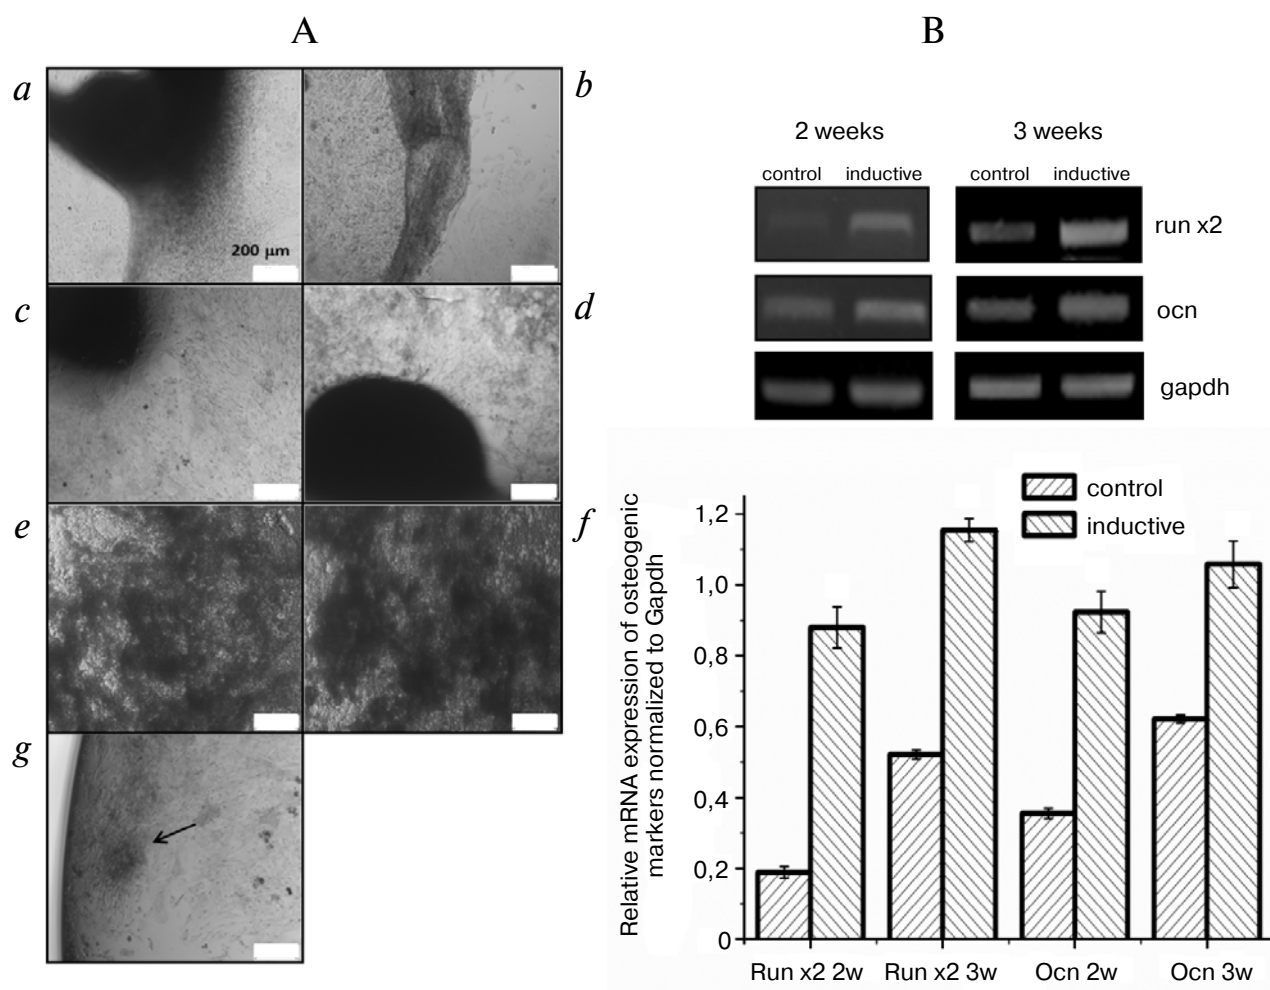 A
B
a
b
200 µm
c
d
e
f
g
2 weeks
3 weeks
control
inductive
control
inductive
run x2
ocn
gapdh
control
inductive
Relative mRNA expression of osteogenic
markers normalized to Gapdh
1,2
1,0
0,8
0,6
0,4
0,2
0
Run x2 2w
Run x2 3w
Ocn 2w
Ocn 3w